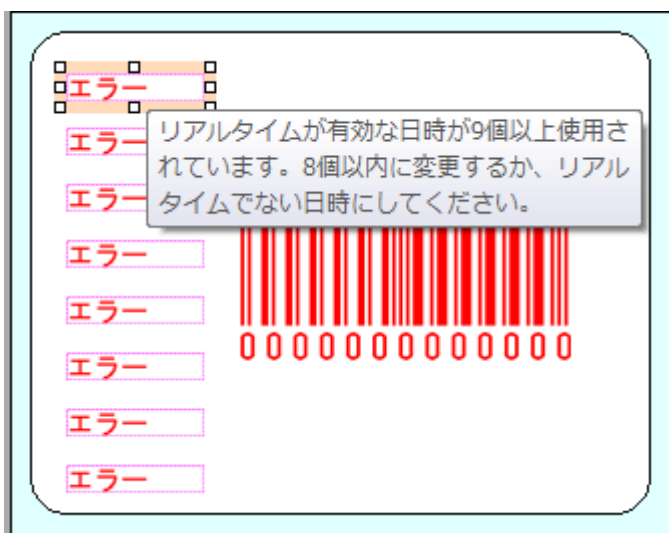 エラー
エラー
エラー
エラー
エラー
エラー
エラー
エラー
リアルタイムが有効な日時が9個以上使用さ
れています。8個以内に変更するか、リアル
タイムでない日時にしてください。
0000000000000